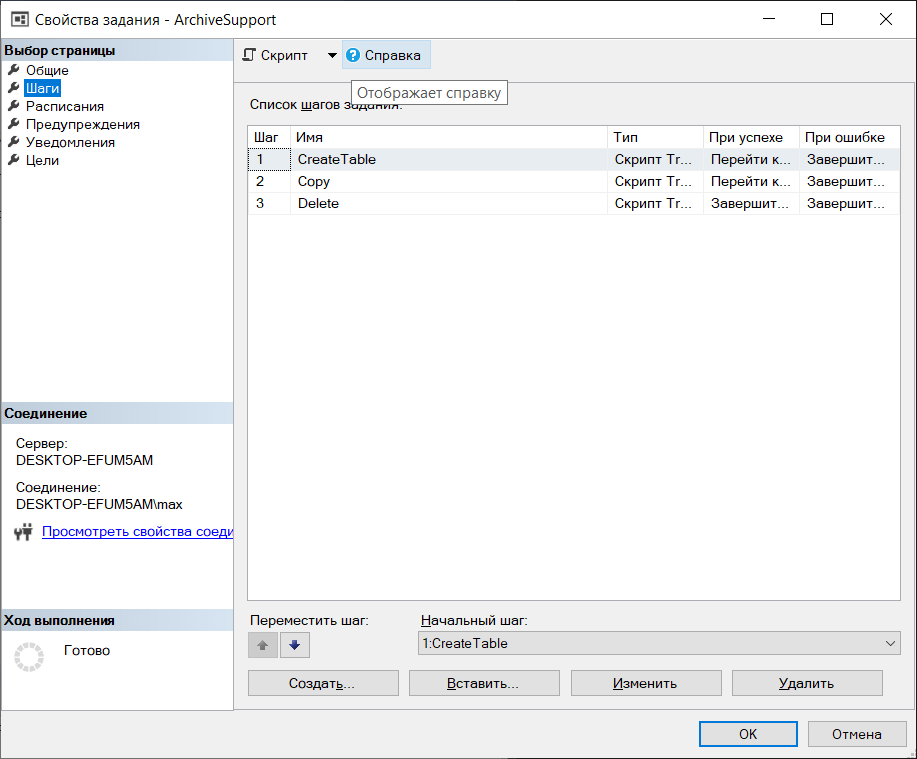 Свойства задания - ArchiveSupport
Выбор страницы
Общие
Шаги
Расписания
Предупреждения
Уведомления
Цели
Соединение
Сервер:
DESKTOP-EFUM5AM
Соединение:
DESKTOP-EFUM5AM\max
Просмотреть свойства соеди
Ход выполнения
Готово
Скрипт
Справка
Отображает справку
Список шагов задания:
Шаг Имя Тип При успехе При ошибке
1 CreateTable Скрипт Tr... Перейти к... Завершит...
2 Copy Скрипт Tr... Перейти к... Завершит...
3 Delete Скрипт Tr... Завершит... Завершит...
Переместить шаг:
Начальный шаг:
1:CreateTable
Создать...
Вставить...
Изменить
Удалить
OK
Отмена